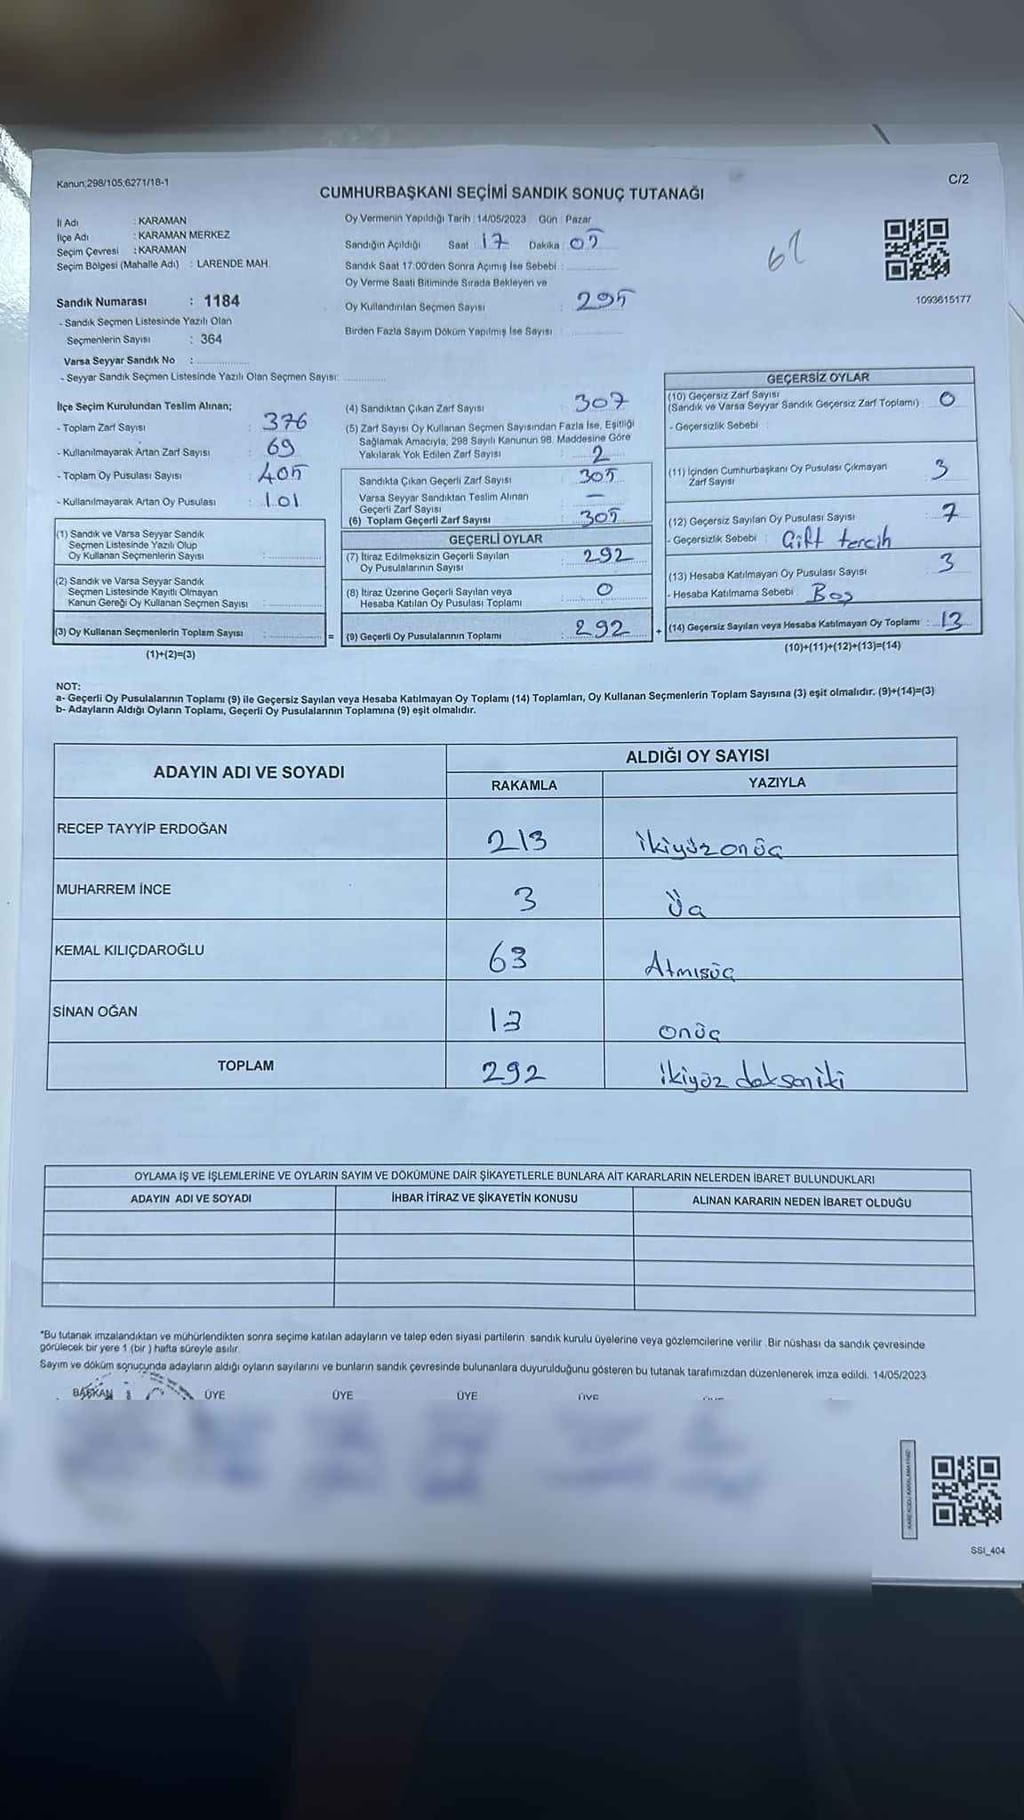 Kanun;298/105;6271/18-1
C/2
CUMHURBAŞKANI SEÇİMİ SANDIK SONUÇ TUTANAĞI
İl Adı : KARAMAN
İlçe Adı : KARAMAN MERKEZ
Seçim Çevresi : KARAMAN
Seçim Bölgesi (Mahalle Adı) : LARENDE MAH.
Sandık Numarası : 1184
- Sandık Seçmen Listesinde Yazılı Olan
Seçmenlerin Sayısı : 364
Varsa Seyyar Sandık No :
- Seyyar Sandık Seçmen Listesinde Yazılı Olan Seçmen Sayısı:
Oy Vermenin Yapıldığı Tarih : 14/05/2023 Gün : Pazar
Sandığın Açıldığı Saat : 17 Dakika : 05
Sandık Saat 17:00'den Sonra Açımış İse Sebebi :
Oy Verme Saati Bitiminde Sırada Bekleyen ve
Oy Kullandırılan Seçmen Sayısı : 295
Birden Fazla Sayım Döküm Yapılmış İse Sayısı :
61
1093615177
İlçe Seçim Kurulundan Teslim Alınan;
- Toplam Zarf Sayısı : 376
- Kullanılmayarak Artan Zarf Sayısı : 69
- Toplam Oy Pusulası Sayısı : 405
- Kullanılmayarak Artan Oy Pusulası : 101
(1) Sandık ve Varsa Seyyar Sandık
Seçmen Listesinde Yazılı Olup
Oy Kullanan Seçmenlerin Sayısı :
(2) Sandık ve Varsa Seyyar Sandık
Seçmen Listesinde Kayıtlı Olmayan
Kanun Gereği Oy Kullanan Seçmen Sayısı :
(3) Oy Kullanan Seçmenlerin Toplam Sayısı :
(1)+(2)=(3)
=
(4) Sandıktan Çıkan Zarf Sayısı : 307
(5) Zarf Sayısı Oy Kullanan Seçmen Sayısından Fazla İse, Eşitliği
Sağlamak Amacıyla, 298 Sayılı Kanunun 98. Maddesine Göre
Yakılarak Yok Edilen Zarf Sayısı : 2
Sandıkta Çıkan Geçerli Zarf Sayısı : 305
Varsa Seyyar Sandıktan Teslim Alınan
Geçerli Zarf Sayısı : —
(6) Toplam Geçerli Zarf Sayısı : 305
GEÇERLİ OYLAR
(7) İtiraz Edilmeksizin Geçerli Sayılan
Oy Pusulalarının Sayısı : 292
(8) İtiraz Üzerine Geçerli Sayılan veya
Hesaba Katılan Oy Pusulası Toplamı : 0
(9) Geçerli Oy Pusulalarının Toplamı : 292
+
GEÇERSİZ OYLAR
(10) Geçersiz Zarf Sayısı
(Sandık ve Varsa Seyyar Sandık Geçersiz Zarf Toplamı) : 0
- Geçersizlik Sebebi :
(11) İçinden Cumhurbaşkanı Oy Pusulası Çıkmayan
Zarf Sayısı : 3
(12) Geçersiz Sayılan Oy Pusulası Sayısı : 7
- Geçersizlik Sebebi : Çift tercih
(13) Hesaba Katılmayan Oy Pusulası Sayısı : 3
- Hesaba Katılmama Sebebi : Boş
(14) Geçersiz Sayılan veya Hesaba Katılmayan Oy Toplamı : 13
(10)+(11)+(12)+(13)=(14)
NOT:
a- Geçerli Oy Pusulalarının Toplamı (9) ile Geçersiz Sayılan veya Hesaba Katılmayan Oy Toplamı (14) Toplamları, Oy Kullanan Seçmenlerin Toplam Sayısına (3) eşit olmalıdır. (9)+(14)=(3)
b- Adayların Aldığı Oyların Toplamı, Geçerli Oy Pusulalarının Toplamına (9) eşit olmalıdır.
ADAYIN ADI VE SOYADI
ALDIĞI OY SAYISI
RAKAMLA YAZIYLA
RECEP TAYYİP ERDOĞAN 213 ikiyüzonüç
MUHARREM İNCE 3 Üç
KEMAL KILIÇDAROĞLU 63 Atmışüç
SİNAN OĞAN 13 onüç
TOPLAM 292 ikiyüz doksaniki
OYLAMA İŞ VE İŞLEMLERİNE VE OYLARIN SAYIM VE DÖKÜMÜNE DAİR ŞİKAYETLERLE BUNLARA AİT KARARLARIN NELERDEN İBARET BULUNDUKLARI
ADAYIN ADI VE SOYADI İHBAR İTİRAZ VE ŞİKAYETİN KONUSU ALINAN KARARIN NEDEN İBARET OLDUĞU
*Bu tutanak imzalandıktan ve mühürlendikten sonra seçime katılan adayların ve talep eden siyasi partilerin sandık kurulu üyelerine veya gözlemcilerine verilir. Bir nüshası da sandık çevresinde
görülecek bir yere 1 (bir ) hafta süreyle asılır.
Sayım ve döküm sonucunda adayların aldığı oyların sayılarını ve bunların sandık çevresinde bulunanlara duyurulduğunu gösteren bu tutanak tarafımızdan düzenlenerek imza edildi. 14/05/2023
BAŞKAN ÜYE ÜYE ÜYE ÜYE
SSI_404